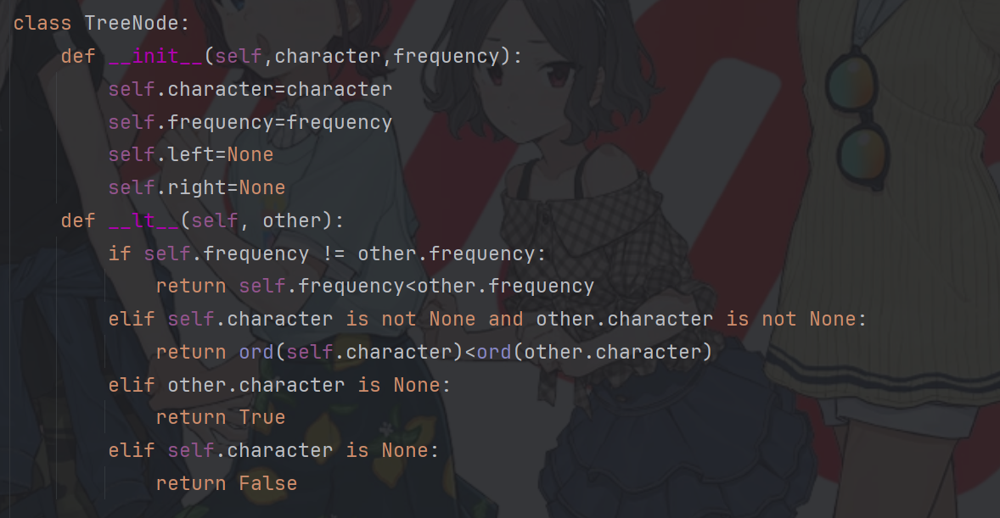 class TreeNode:
    def __init__(self,character,frequency):
        self.character=character
        self.frequency=frequency
        self.left=None
        self.right=None
    def __lt__(self, other):
        if self.frequency != other.frequency:
            return self.frequency<other.frequency
        elif self.character is not None and other.character is not None:
            return ord(self.character)<ord(other.character)
        elif other.character is None:
            return True
        elif self.character is None:
            return False